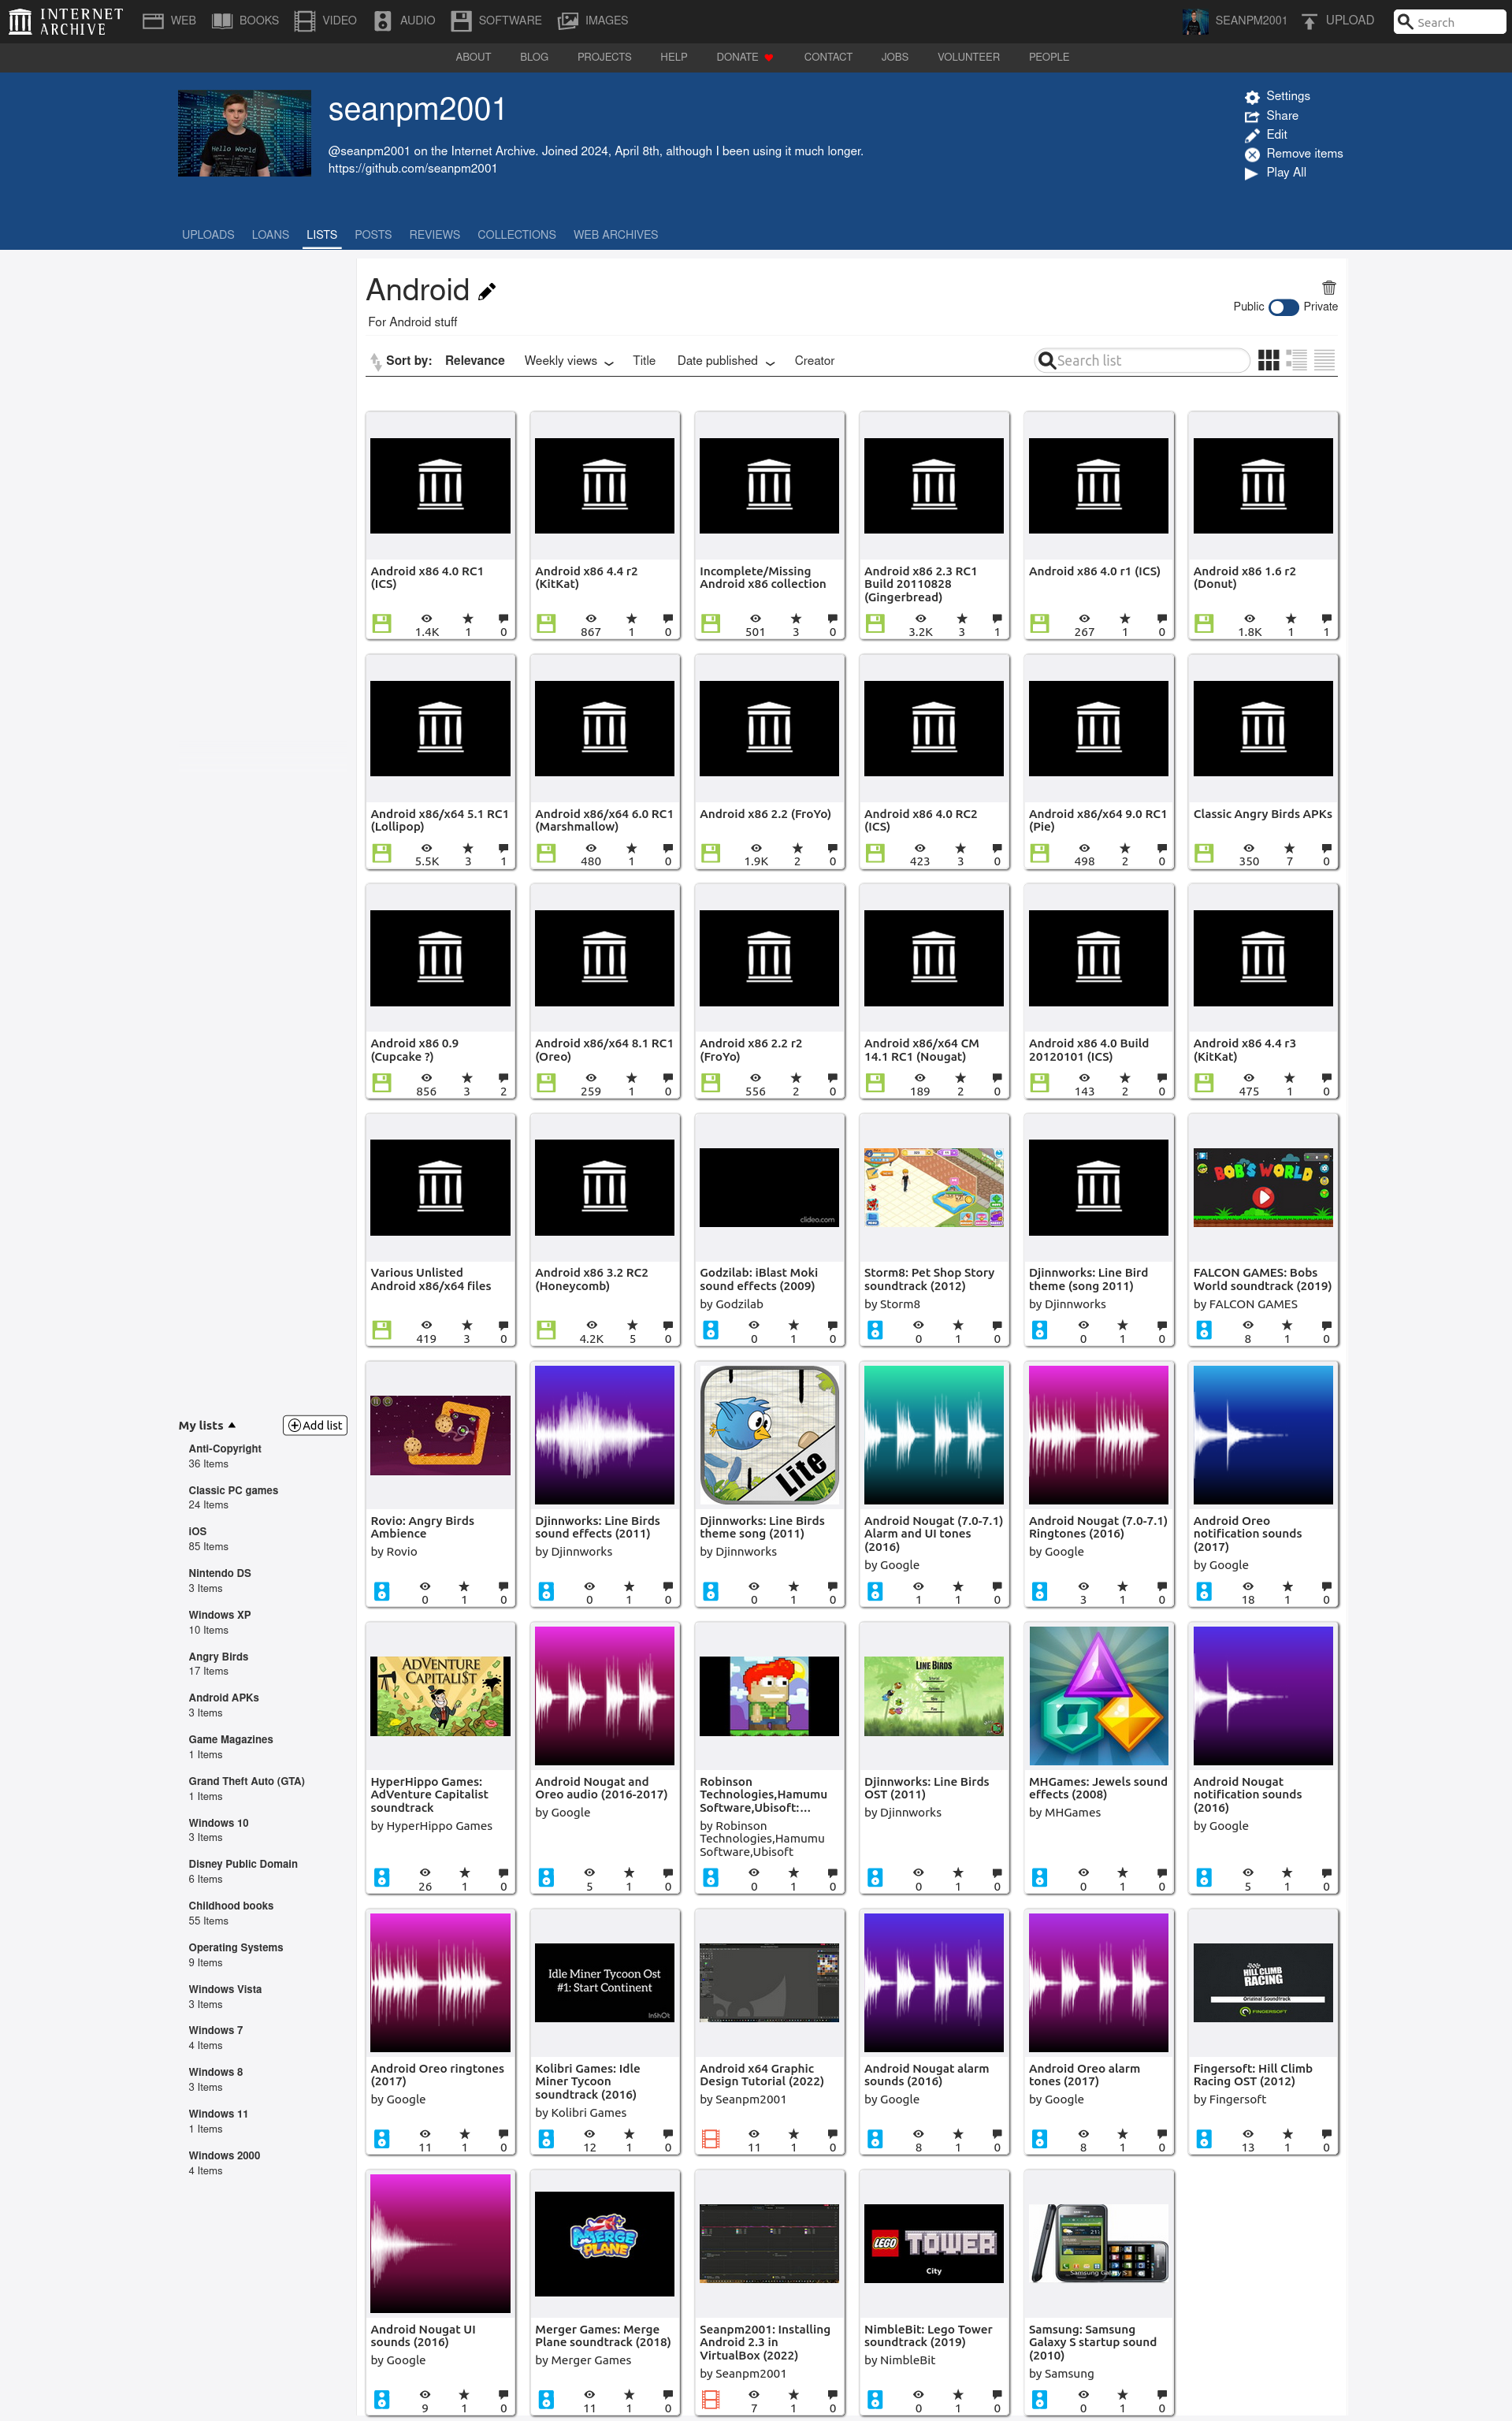 INTERNET
ARCHIVE
WEB
BOOKS
VIDEO
AUDIO
SOFTWARE
IMAGES
SEANPM2001
UPLOAD
Search
ABOUT
BLOG
PROJECTS
HELP
DONATE
CONTACT
JOBS
VOLUNTEER
PEOPLE
Hello World
seanpm2001
@seanpm2001 on the Internet Archive. Joined 2024, April 8th, although I been using it much longer.
https://github.com/seanpm2001
Settings
Share
Edit
Remove items
Play All
UPLOADS
LOANS
LISTS
POSTS
REVIEWS
COLLECTIONS
WEB ARCHIVES
Android
For Android stuff
Public
Private
Sort by:
Relevance
Weekly views
Title
Date published
Creator
Search list
Android x86 4.0 RC1
(ICS)
1.4K 1 0
Android x86 4.4 r2
(KitKat)
867 1 0
Incomplete/Missing
Android x86 collection
501 3 0
Android x86 2.3 RC1
Build 20110828
(Gingerbread)
3.2K 3 1
Android x86 4.0 r1 (ICS)
267 1 0
Android x86 1.6 r2
(Donut)
1.8K 1 1
Android x86/x64 5.1 RC1
(Lollipop)
5.5K 3 1
Android x86/x64 6.0 RC1
(Marshmallow)
480 1 0
Android x86 2.2 (FroYo)
1.9K 2 0
Android x86 4.0 RC2
(ICS)
423 3 0
Android x86/x64 9.0 RC1
(Pie)
498 2 0
Classic Angry Birds APKs
350 7 0
Android x86 0.9
(Cupcake ?)
856 3 2
Android x86/x64 8.1 RC1
(Oreo)
259 1 0
Android x86 2.2 r2
(FroYo)
556 2 0
Android x86/x64 CM
14.1 RC1 (Nougat)
189 2 0
Android x86 4.0 Build
20120101 (ICS)
143 2 0
Android x86 4.4 r3
(KitKat)
475 1 0
Various Unlisted
Android x86/x64 files
419 3 0
Android x86 3.2 RC2
(Honeycomb)
4.2K 5 0
clideo.com
Godzilab: iBlast Moki
sound effects (2009)
by Godzilab
0 1 0
Storm8: Pet Shop Story
soundtrack (2012)
by Storm8
0 1 0
Djinnworks: Line Bird
theme (song 2011)
by Djinnworks
0 1 0
BOB'S WORLD
FALCON GAMES: Bobs
World soundtrack (2019)
by FALCON GAMES
8 1 0
Rovio: Angry Birds
Ambience
by Rovio
0 1 0
Djinnworks: Line Birds
sound effects (2011)
by Djinnworks
0 1 0
Lite
Djinnworks: Line Birds
theme song (2011)
by Djinnworks
0 1 0
Android Nougat (7.0-7.1)
Alarm and UI tones
(2016)
by Google
1 1 0
Android Nougat (7.0-7.1)
Ringtones (2016)
by Google
3 1 0
Android Oreo
notification sounds
(2017)
by Google
18 1 0
ADVENTURE
CAPITALI$T
HyperHippo Games:
AdVenture Capitalist
soundtrack
by HyperHippo Games
26 1 0
Android Nougat and
Oreo audio (2016-2017)
by Google
5 1 0
Robinson
Technologies,Hamumu
Software,Ubisoft:…
by Robinson
Technologies,Hamumu
Software,Ubisoft
0 1 0
LINE BIRDS
Djinnworks: Line Birds
OST (2011)
by Djinnworks
0 1 0
MHGames: Jewels sound
effects (2008)
by MHGames
0 1 0
Android Nougat
notification sounds
(2016)
by Google
5 1 0
Android Oreo ringtones
(2017)
by Google
11 1 0
Idle Miner Tycoon Ost
#1: Start Continent
InShOt
Kolibri Games: Idle
Miner Tycoon
soundtrack (2016)
by Kolibri Games
12 1 0
Android x64 Graphic
Design Tutorial (2022)
by Seanpm2001
11 1 0
Android Nougat alarm
sounds (2016)
by Google
8 1 0
Android Oreo alarm
tones (2017)
by Google
8 1 0
HILL CLIMB
RACING
Original Soundtrack
FINGERSOFT
Fingersoft: Hill Climb
Racing OST (2012)
by Fingersoft
13 1 0
Android Nougat UI
sounds (2016)
by Google
9 1 0
MERGE
PLANE
Merger Games: Merge
Plane soundtrack (2018)
by Merger Games
11 1 0
Seanpm2001: Installing
Android 2.3 in
VirtualBox (2022)
by Seanpm2001
7 1 0
LEGO TOWER
City
NimbleBit: Lego Tower
soundtrack (2019)
by NimbleBit
0 1 0
Samsung Galaxy S
Samsung: Samsung
Galaxy S startup sound
(2010)
by Samsung
0 1 0
My lists
Add list
Anti-Copyright
36 Items
Classic PC games
24 Items
iOS
85 Items
Nintendo DS
3 Items
Windows XP
10 Items
Angry Birds
17 Items
Android APKs
3 Items
Game Magazines
1 Items
Grand Theft Auto (GTA)
1 Items
Windows 10
3 Items
Disney Public Domain
6 Items
Childhood books
55 Items
Operating Systems
9 Items
Windows Vista
3 Items
Windows 7
4 Items
Windows 8
3 Items
Windows 11
1 Items
Windows 2000
4 Items